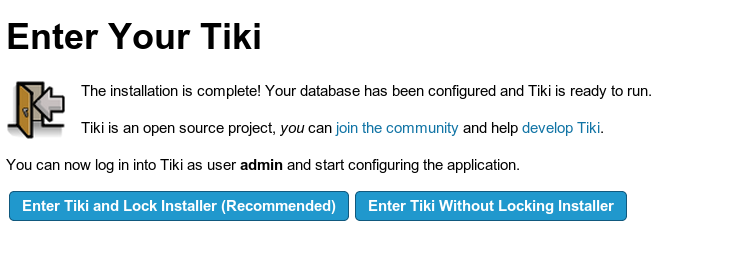 Enter Your Tiki
The installation is complete! Your database has been configured and Tiki is ready to run.
Tiki is an open source project, you can join the community and help develop Tiki.
You can now log in into Tiki as user admin and start configuring the application.
Enter Tiki and Lock Installer (Recommended) Enter Tiki Without Locking Installer